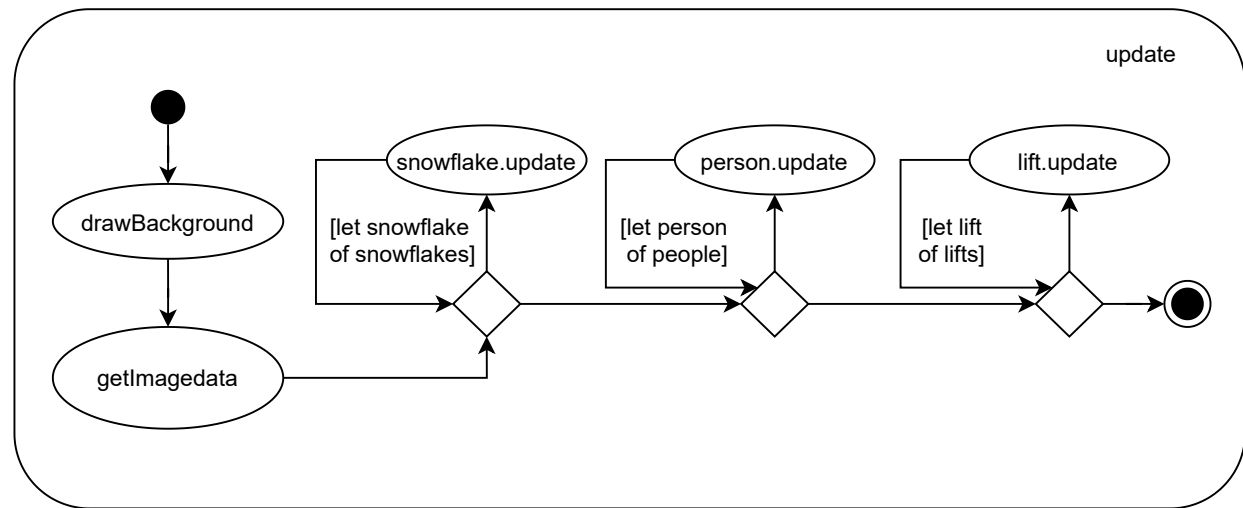 update
snowflake.update
person.update
lift.update
drawBackground
[let snowflake
of snowflakes]
[let person
of people]
[let lift
of lifts]
getImagedata